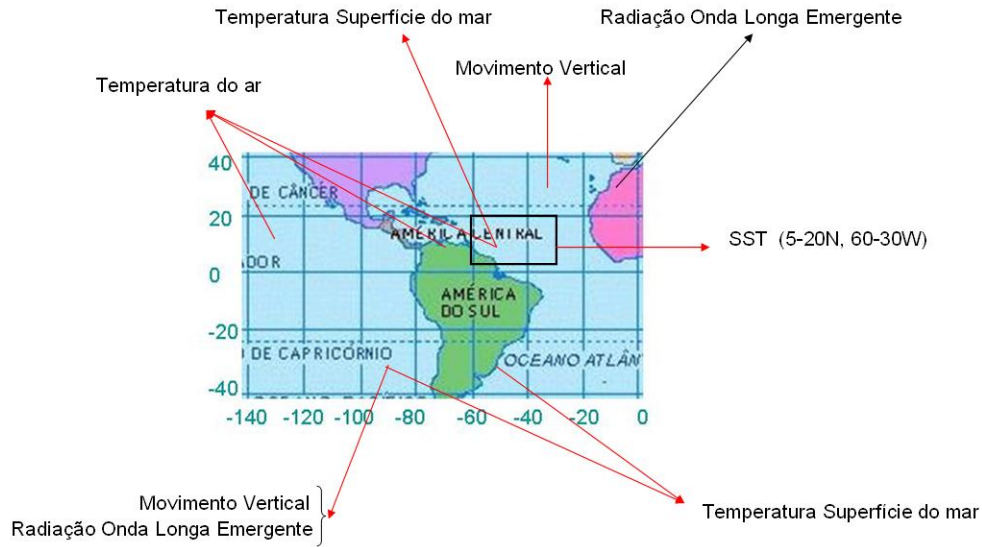 Temperatura Superfície do mar
Radiação Onda Longa Emergente
Movimento Vertical
Temperatura do ar
40
DE CÂNCER
20
AMÉRICA CENTRAL
SST (5-20N, 60-30W)
ADOR
0
AMÉRICA
DO SUL
-20
DE CAPRICÓRNIO
OCEANO ATLÂN
-40
-140 -120 -100 -80 -60 -40 -20 0
Movimento Vertical
Radiação Onda Longa Emergente
Temperatura Superfície do mar